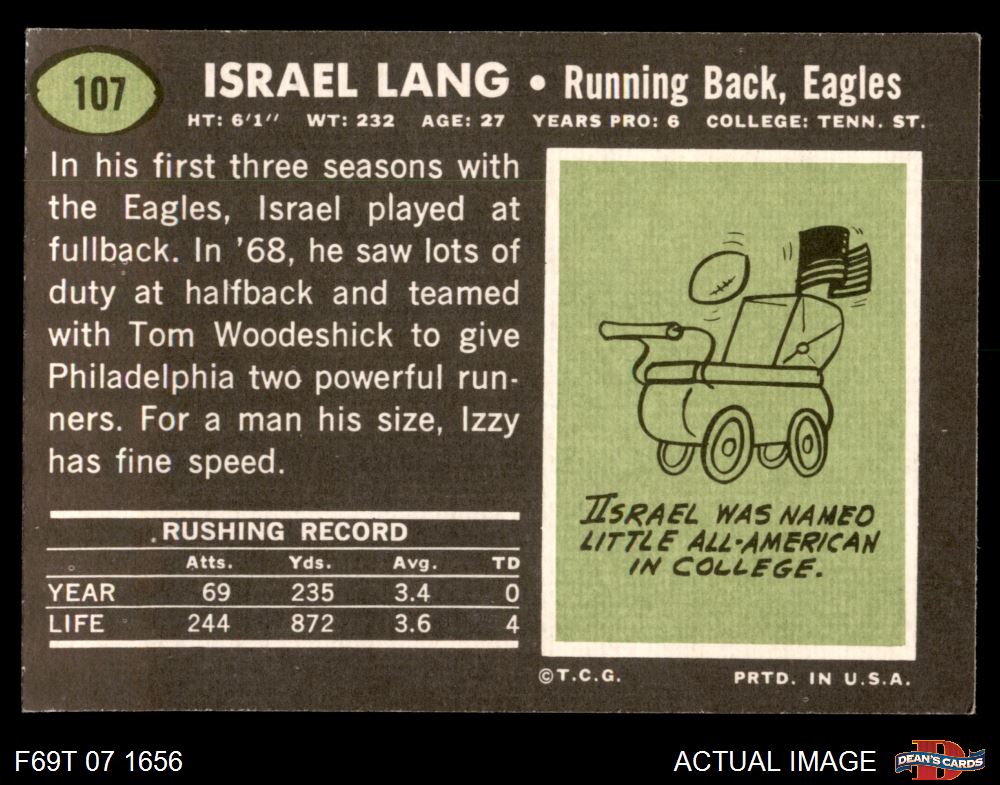 107
ISRAEL LANG • Running Back, Eagles
HT: 6'1'' WT: 232 AGE: 27 YEARS PRO: 6 COLLEGE: TENN. ST.
In his first three seasons with
the Eagles, Israel played at
fullback. In '68, he saw lots of
duty at halfback and teamed
with Tom Woodeshick to give
Philadelphia two powerful run-
ners. For a man his size, Izzy
has fine speed.
RUSHING RECORD
Atts. Yds. Avg. TD
YEAR 69 235 3.4 0
LIFE 244 872 3.6 4
ISRAEL WAS NAMED
LITTLE ALL-AMERICAN
IN COLLEGE.
©T.C.G. PRTD. IN U.S.A.
F69T 07 1656 ACTUAL IMAGE DEAN'S CARDS